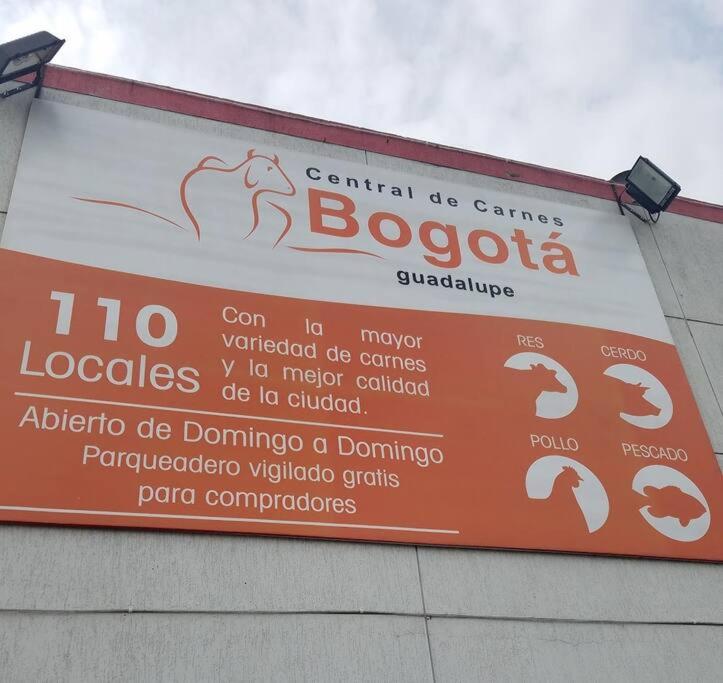 Central de Carnes
Bogotá
guadalupe
110
Locales
Con la mayor
variedad de carnes
y la mejor calidad
de la ciudad.
Abierto de Domingo a Domingo
Parqueadero vigilado gratis
para compradores
RES
CERDO
POLLO
PESCADO